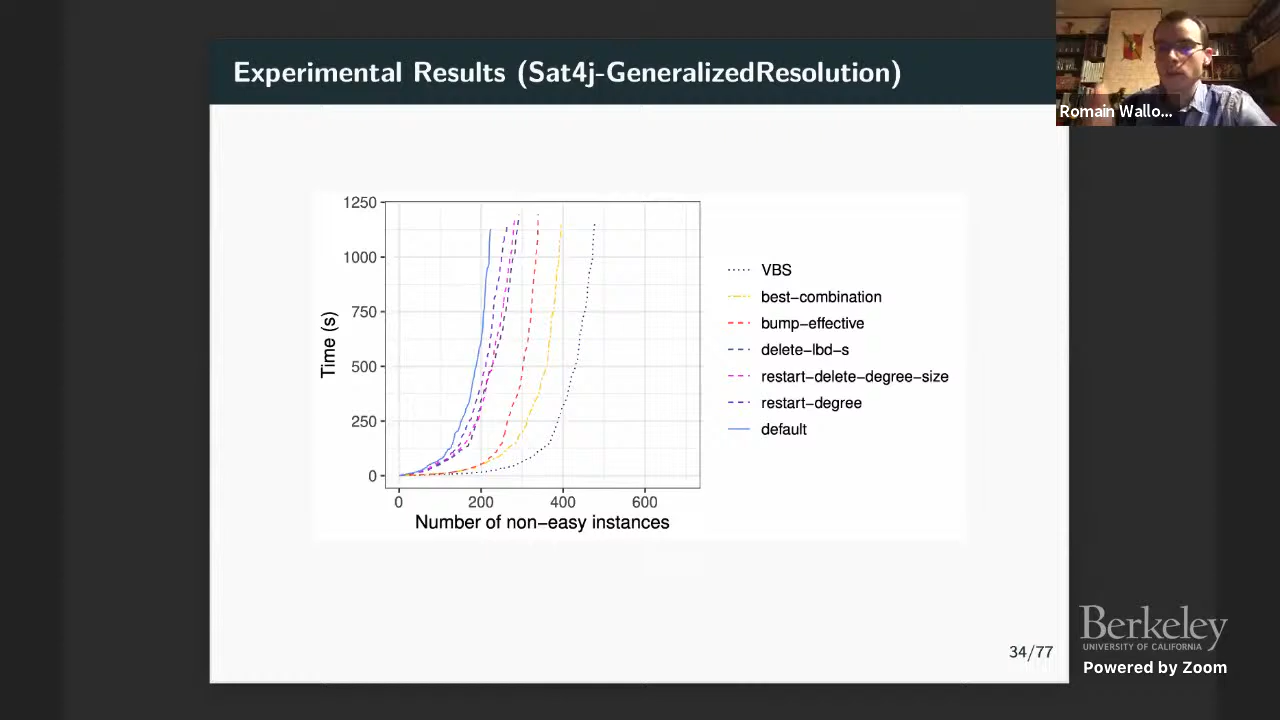 Experimental Results (Sat4j-GeneralizedResolution)
Romain Wallo...
1250
1000
750
500
250
0
Time (s)
0 200 400 600
Number of non-easy instances
VBS
best-combination
bump-effective
delete-lbd-s
restart-delete-degree-size
restart-degree
default
34/77
Berkeley
UNIVERSITY OF CALIFORNIA
Powered by Zoom